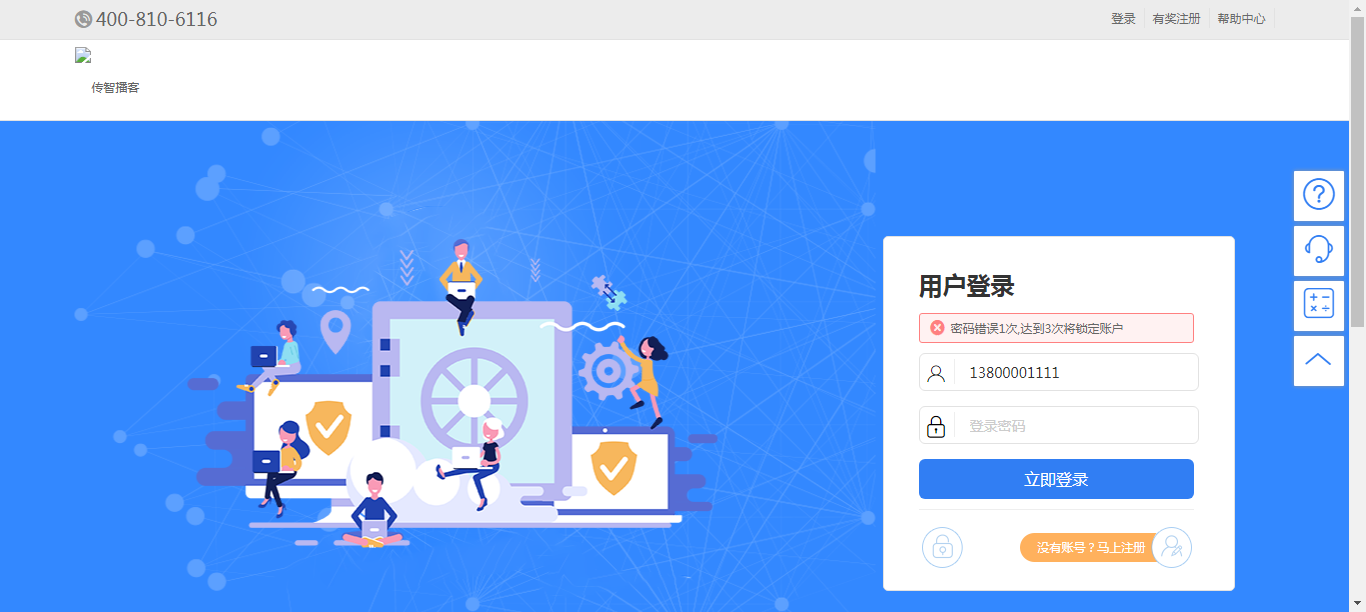 400-810-6116
登录
有奖注册
帮助中心
传智播客
用户登录
密码错误1次,达到3次将锁定账户
13800001111
登录密码
立即登录
没有账号？马上注册